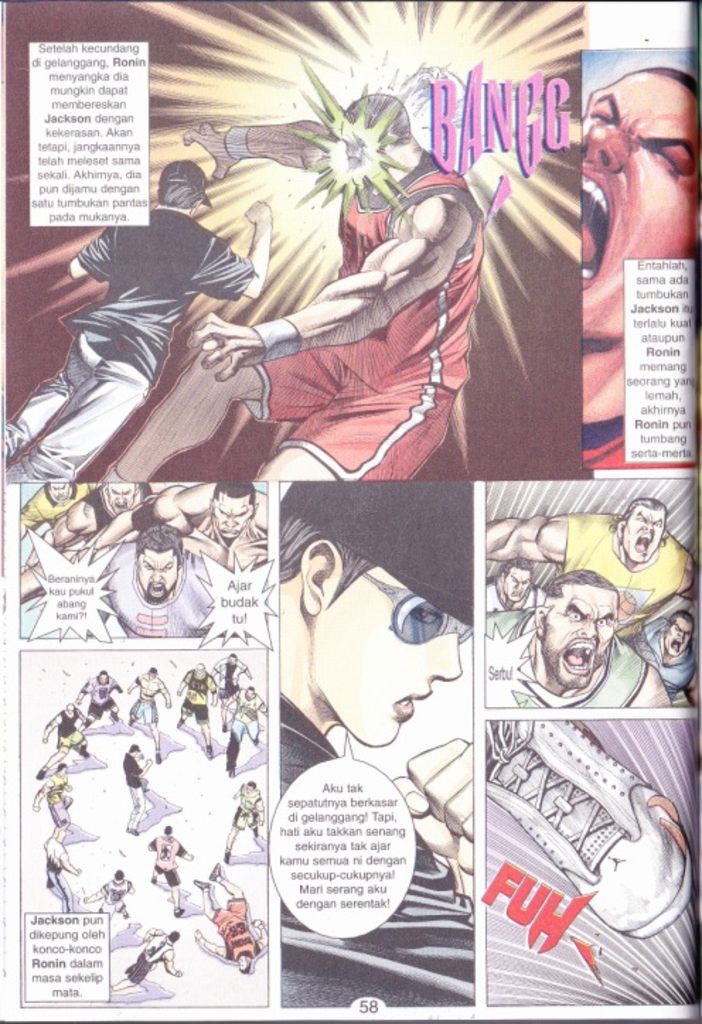 Setelah kecundang
di gelanggang, Ronin
menyangka dia
mungkin dapat
membereskan
Jackson dengan
kekerasan. Akan
tetapi, jangkaannya
telah meleset sama
sekali. Akhirnya, dia
pun dijamu dengan
satu tumbukan pantas
pada mukanya.
BANGG
Entahlah,
sama ada
tumbukan
Jackson itu
terlalu kuat
ataupun
Ronin
memang
seorang yang
lemah,
akhirnya
Ronin pun
tumbang
serta-merta.
Beraninya
kau pukul
abang
kami?!
Ajar
budak
tu!
Aku tak
sepatutnya berkasar
di gelanggang! Tapi,
hati aku takkan senang
sekiranya tak ajar
kamu semua ni dengan
secukup-cukupnya!
Mari serang aku
dengan serentak!
Serbu!
FUH
Jackson pun
dikepung oleh
konco-konco
Ronin dalam
masa sekelip
mata.
58